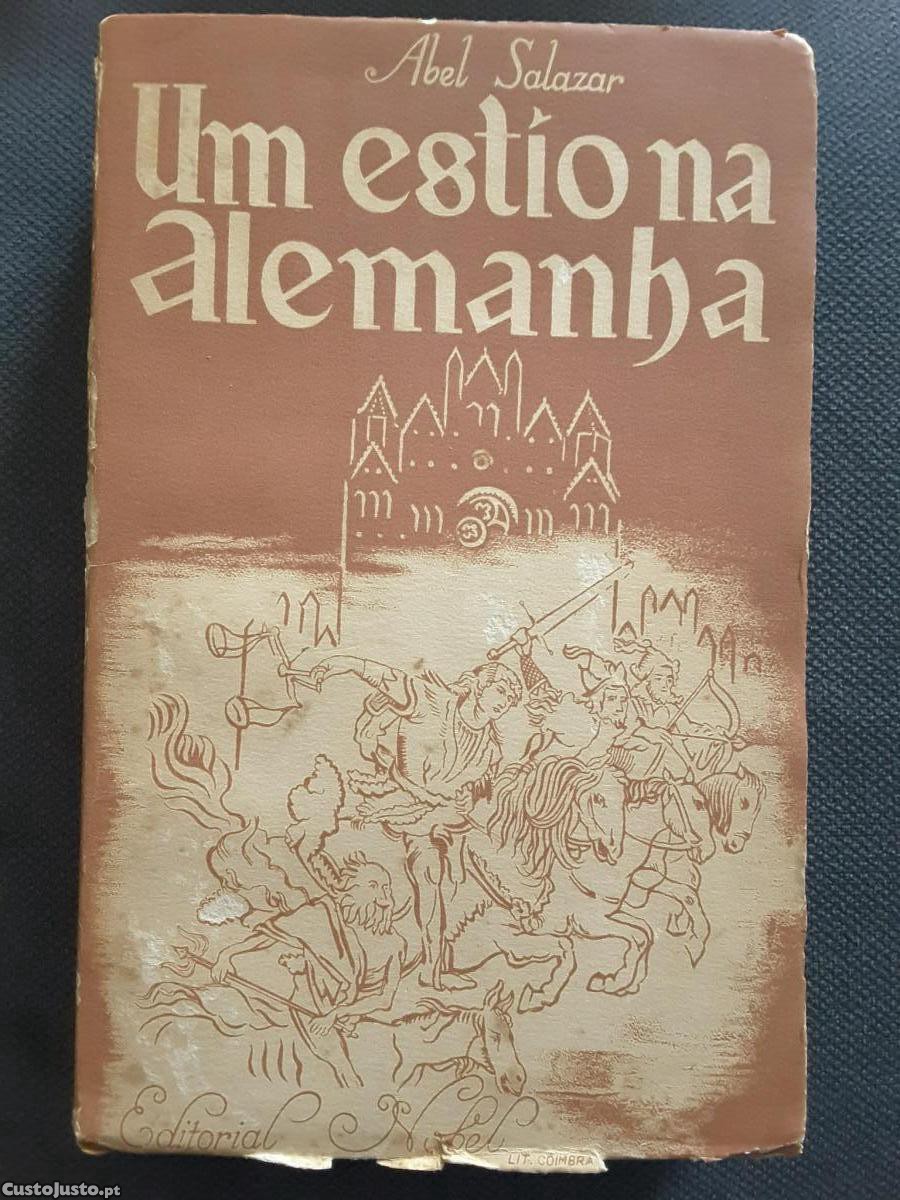 Abel Salazar
Um estio na
alemanha
Editorial Nobel
LIT. COIMBRA
CustoJusto.pt